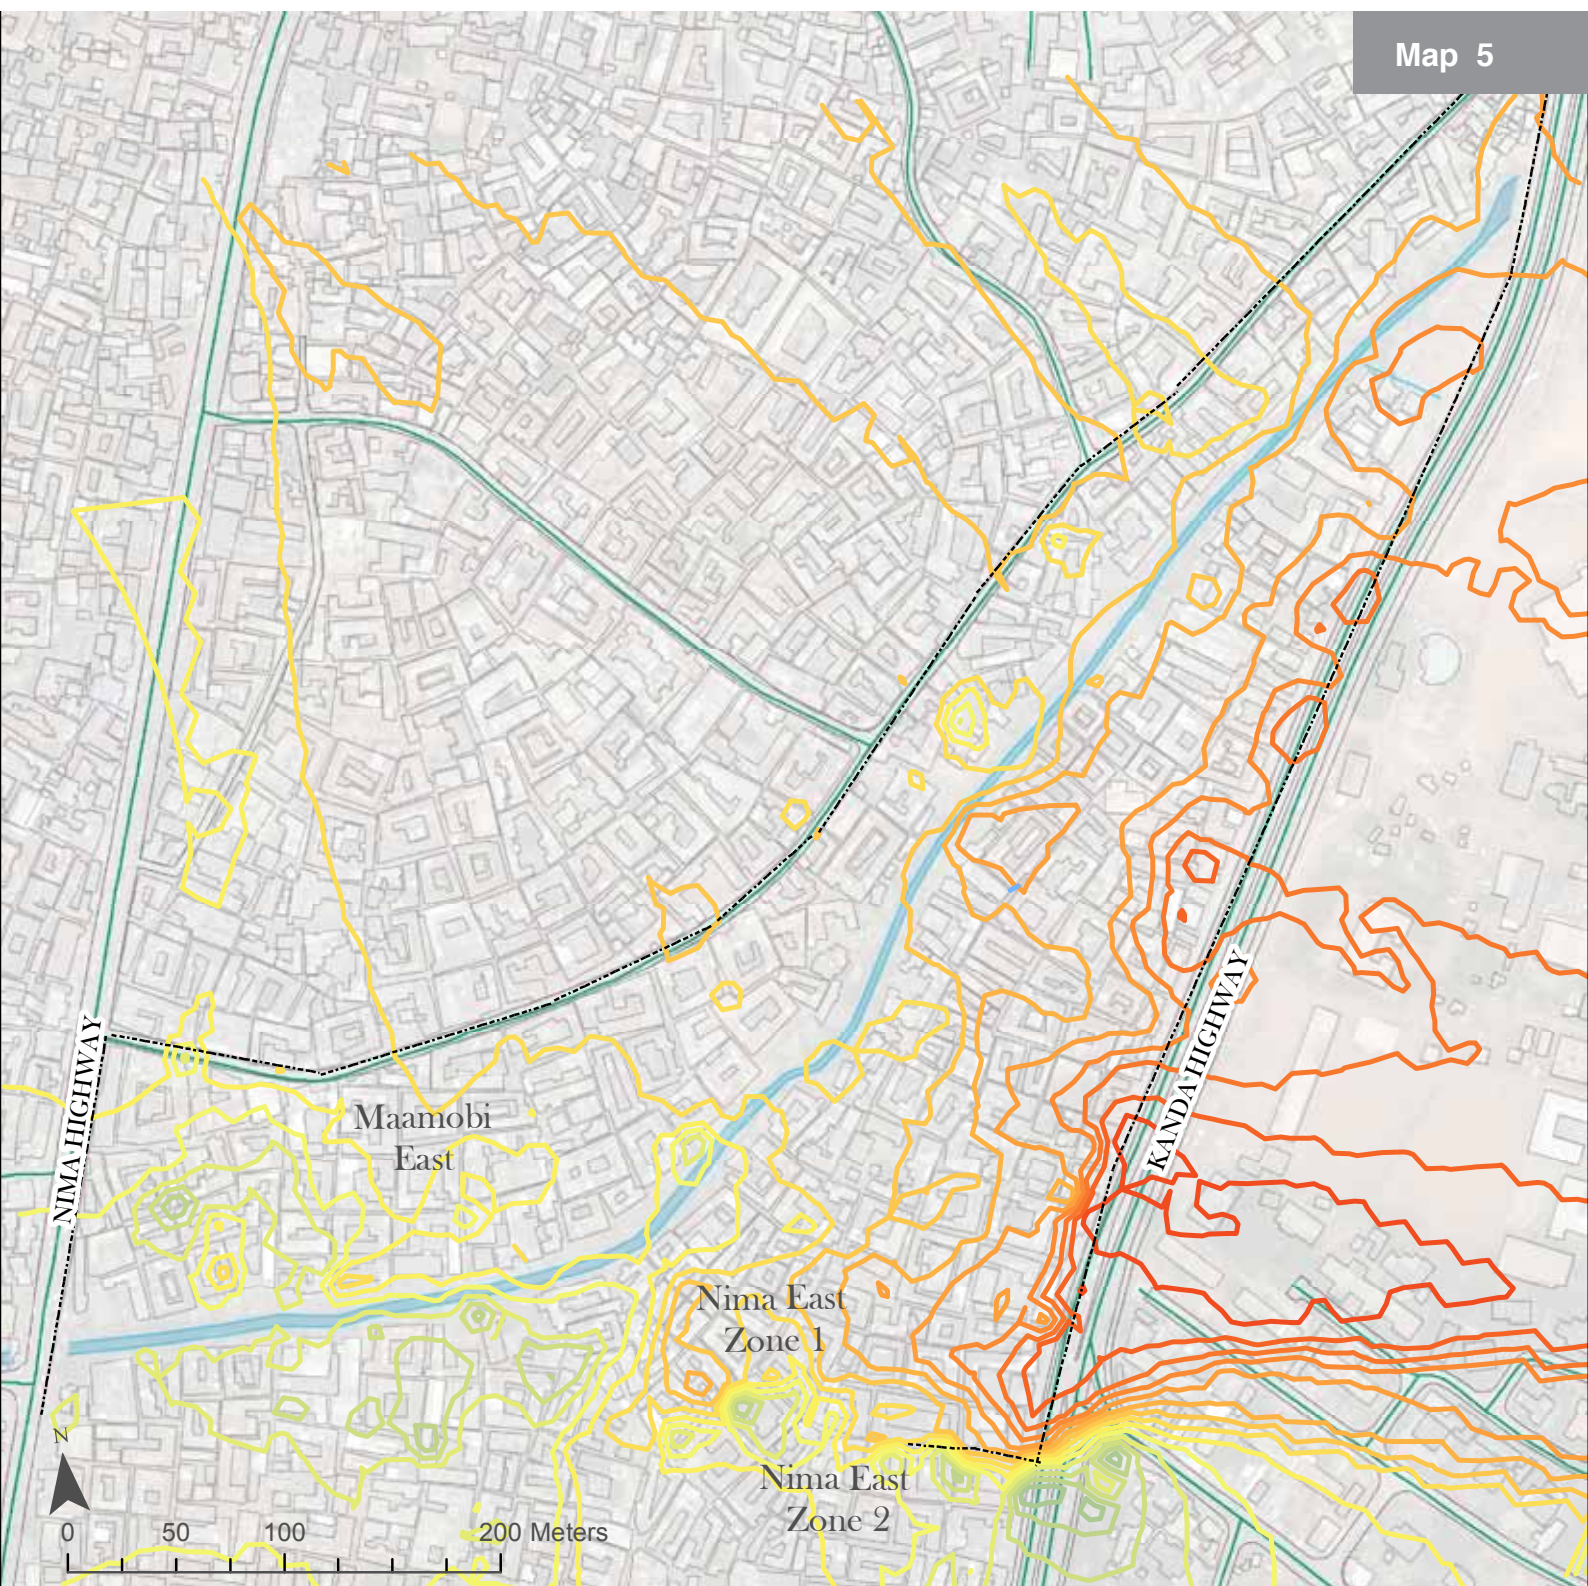 Map 5
NIMA HIGHWAY
KANDA HIGHWAY
Maamobi
East
Nima East
Zone 1
Nima East
Zone 2
N
0 50 100 200 Meters